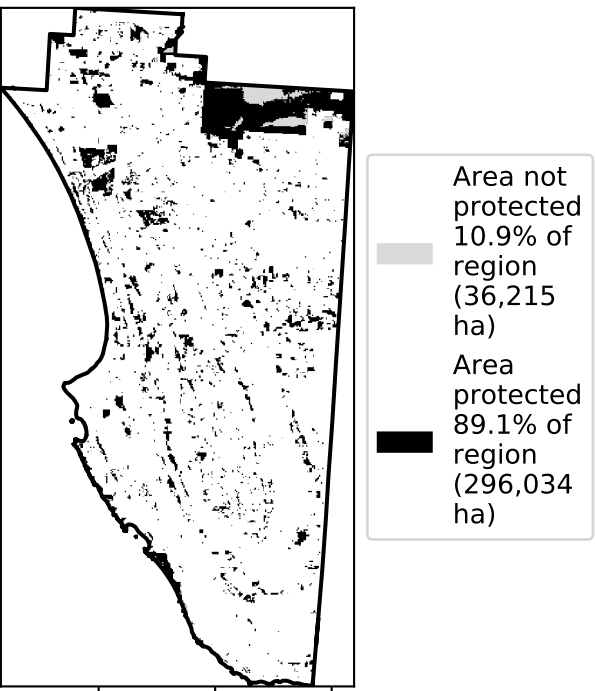 Area not
protected
10.9% of
region
(36,215
ha)
Area
protected
89.1% of
region
(296,034
ha)